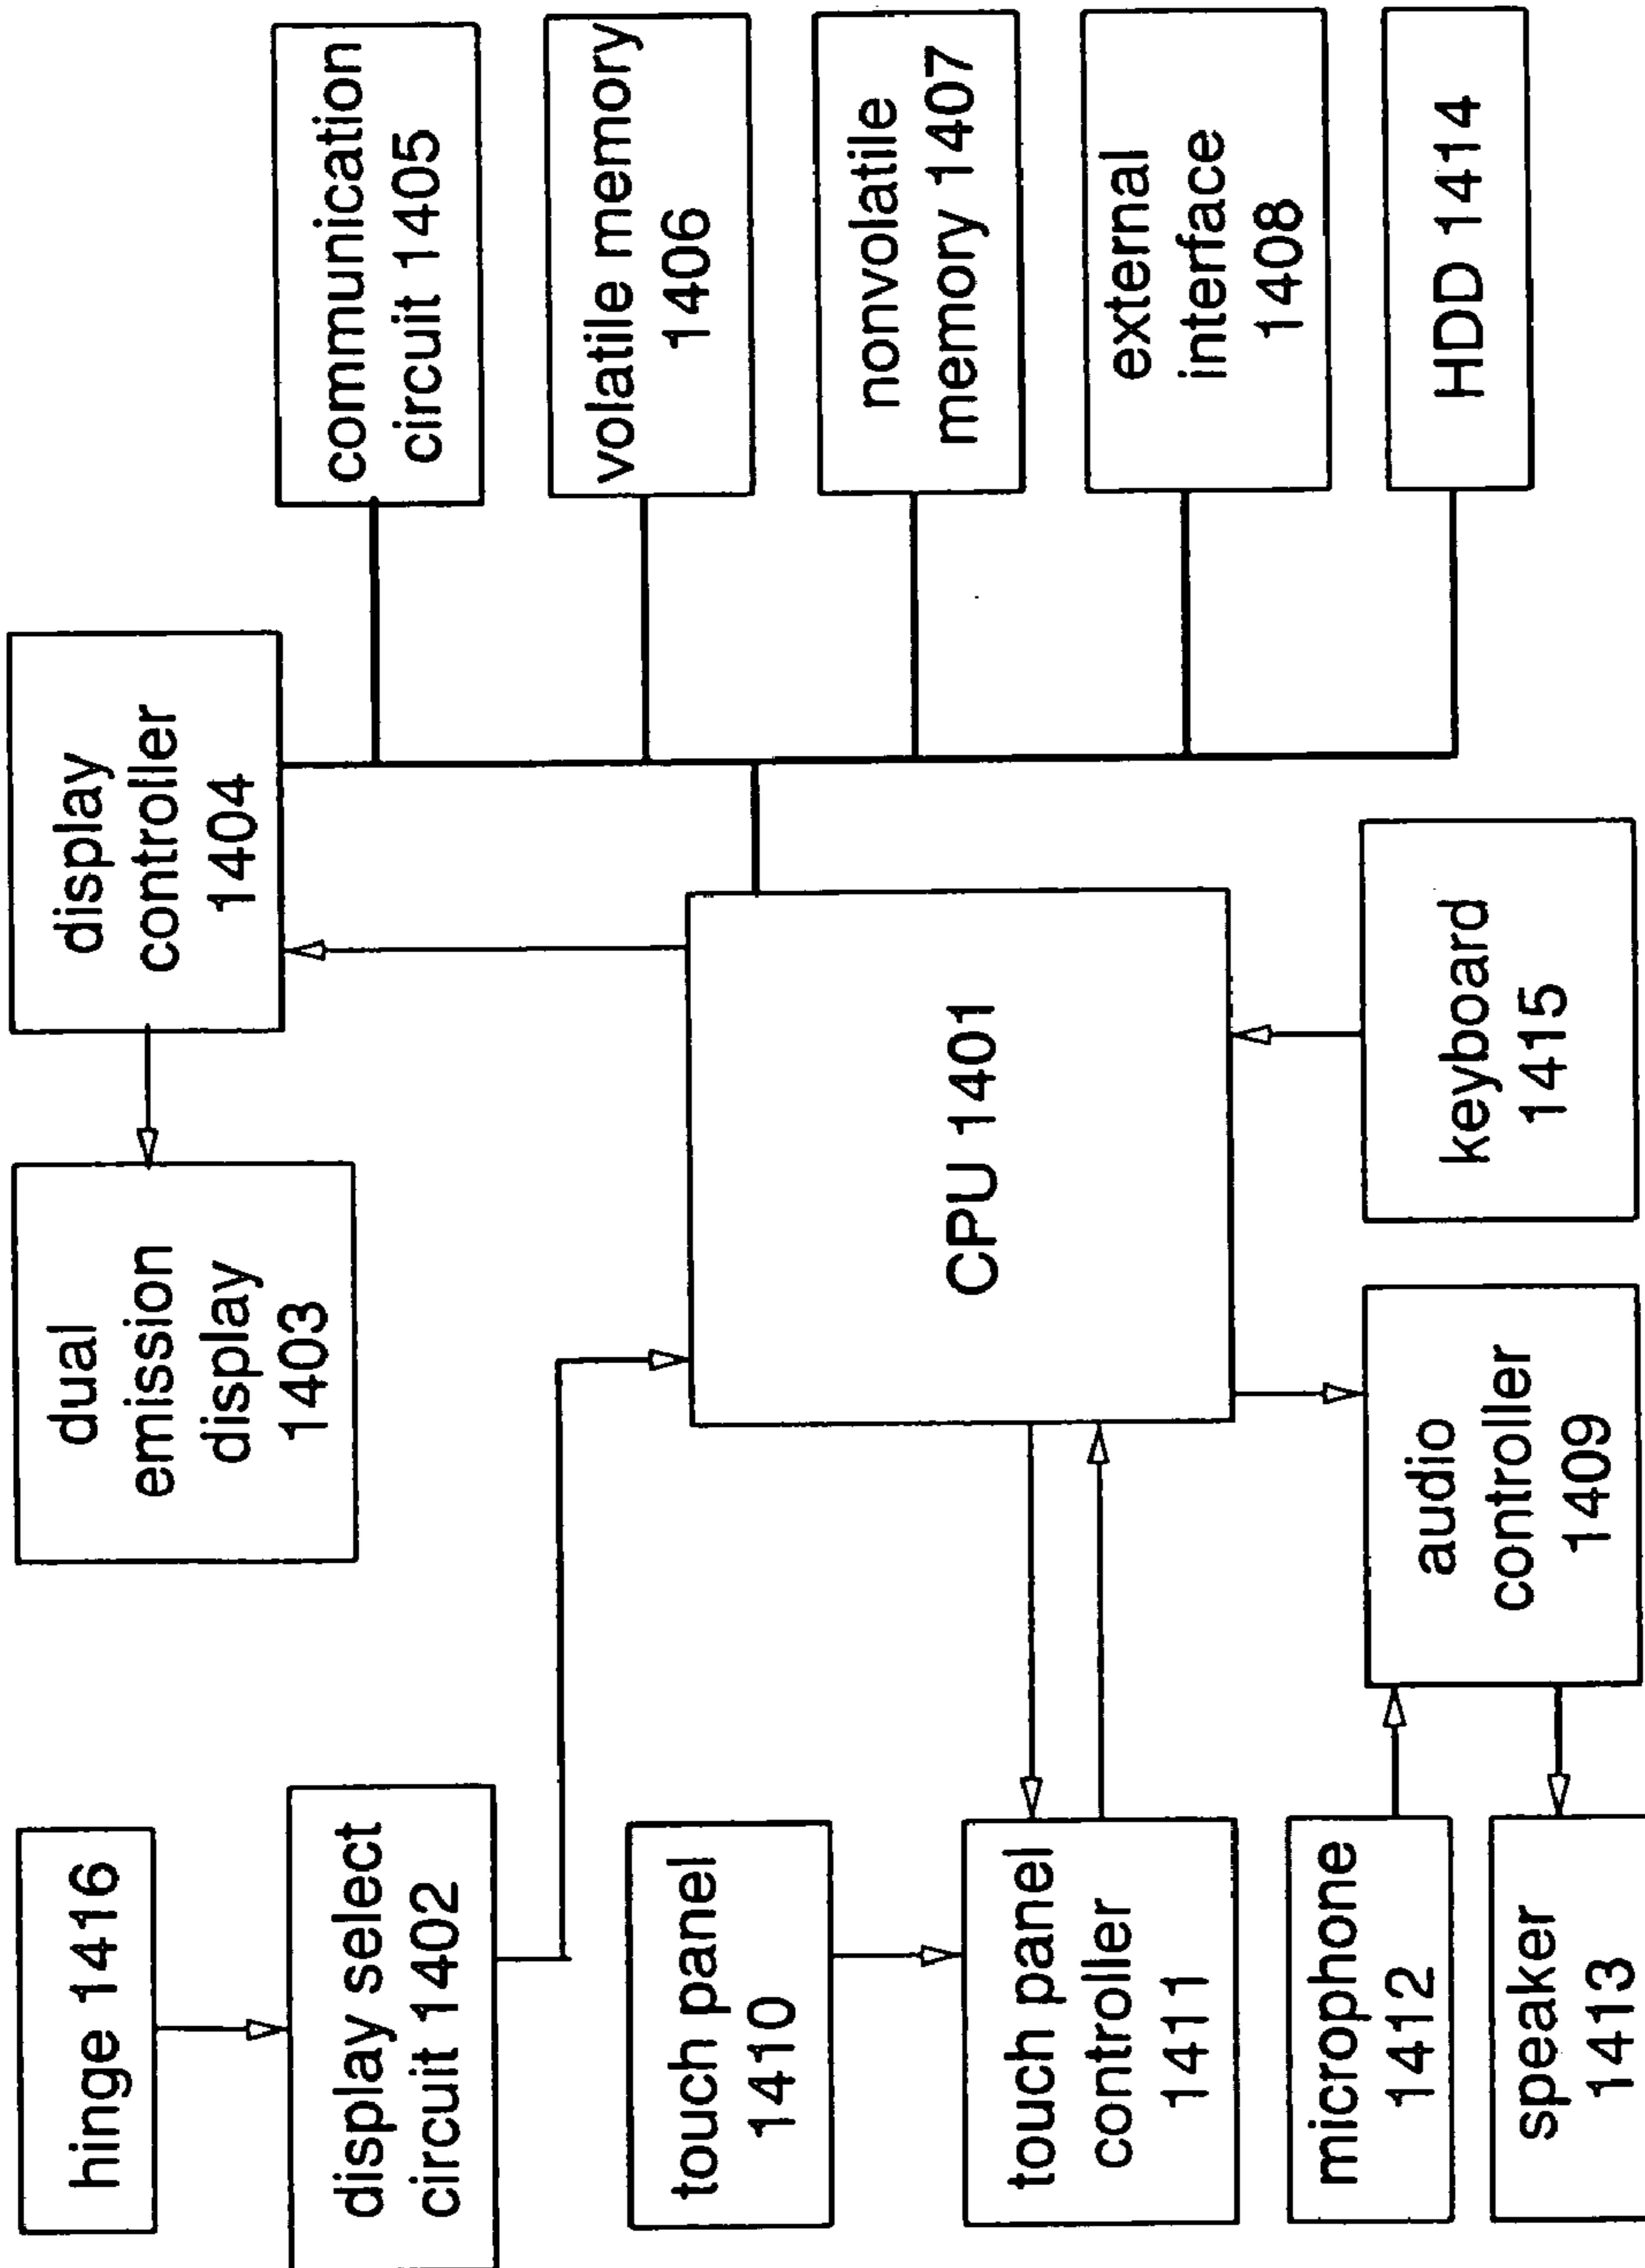 hinge 1416
display select
circuit 1402
touch panel
1410
touch panel
controller
1411
microphone
1412
speaker
1413
dual
emission
display
1403
display
controller
1404
CPU 1401
audio
controller
1409
keyboard
1415
communication
circuit 1405
volatile memory
1406
nonvolatile
memory 1407
external
interface
1408
HDD 1414